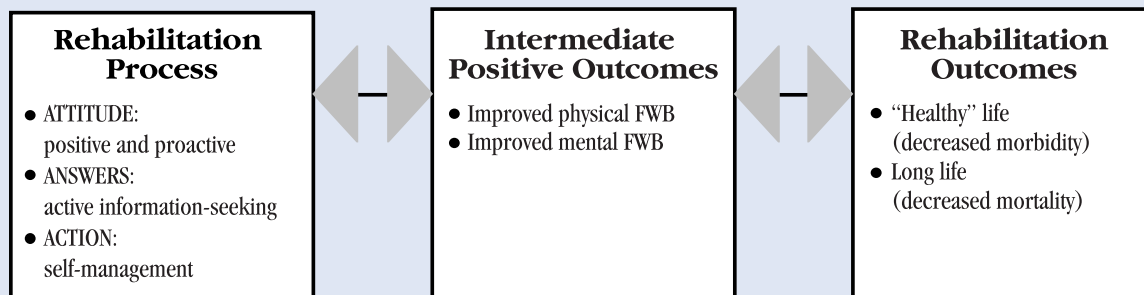 Rehabilitation
Process
● ATTITUDE:
positive and proactive
● ANSWERS:
active information-seeking
● ACTION:
self-management
Intermediate
Positive Outcomes
● Improved physical FWB
● Improved mental FWB
Rehabilitation
Outcomes
● “Healthy” life
(decreased morbidity)
● Long life
(decreased mortality)